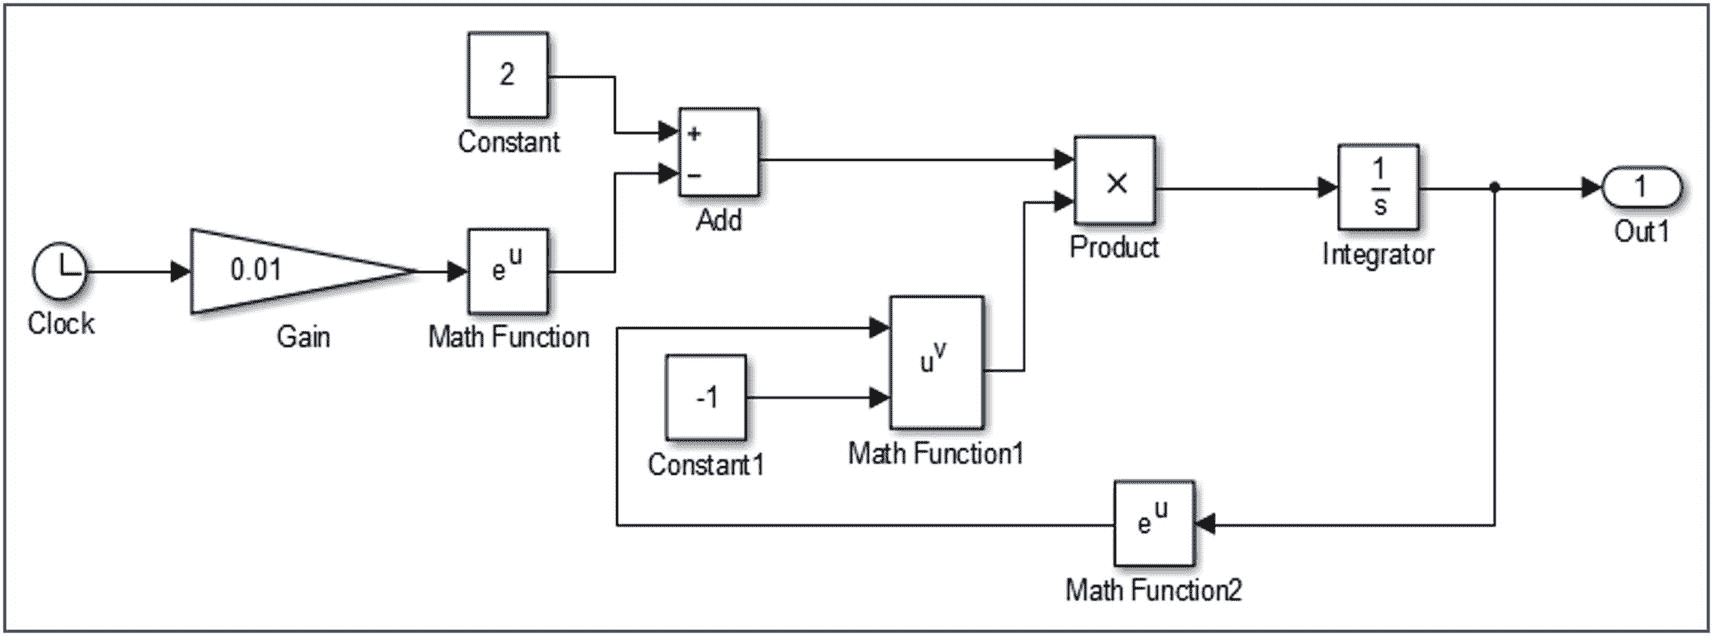 2
Constant
+
−
Add
×
Product
1
s
Integrator
1
Out1
Clock
0.01
Gain
e^u
Math Function
-1
Constant1
u^v
Math Function1
e^u
Math Function2